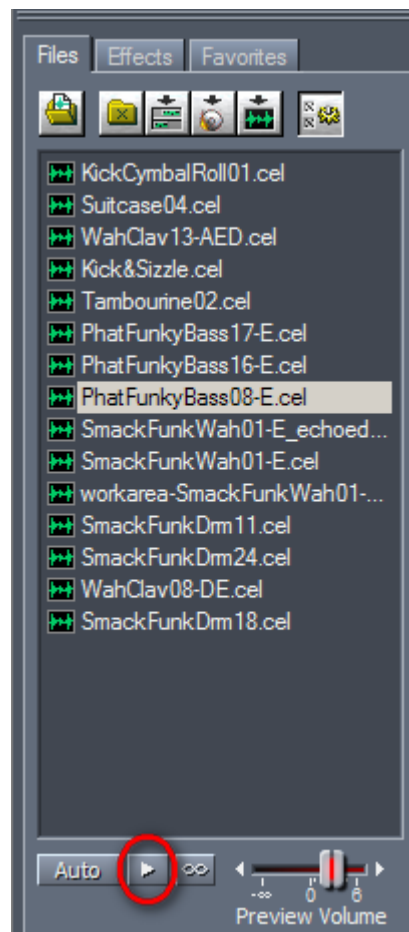 Files Effects Favorites
KickCymbalRoll01.cel
Suitcase04.cel
WahClav13-AED.cel
Kick&Sizzle.cel
Tambourine02.cel
PhatFunkyBass17-E.cel
PhatFunkyBass16-E.cel
PhatFunkyBass08-E.cel
SmackFunkWah01-E_echoed...
SmackFunkWah01-E.cel
workarea-SmackFunkWah01-...
SmackFunkDrm11.cel
SmackFunkDrm24.cel
WahClav08-DE.cel
SmackFunkDrm18.cel
Auto
-∞ 0 6
Preview Volume